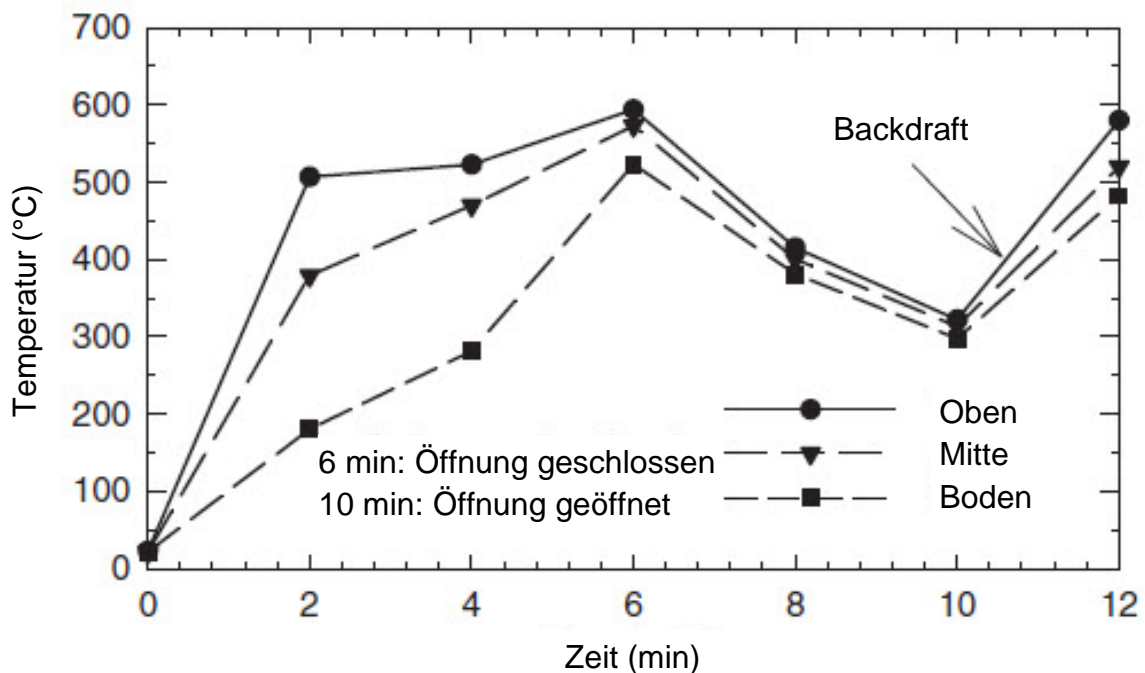 700
600
500
400
300
200
100
0
Temperatur (°C)
Backdraft
Oben
Mitte
Boden
6 min: Öffnung geschlossen
10 min: Öffnung geöffnet
0 2 4 6 8 10 12
Zeit (min)